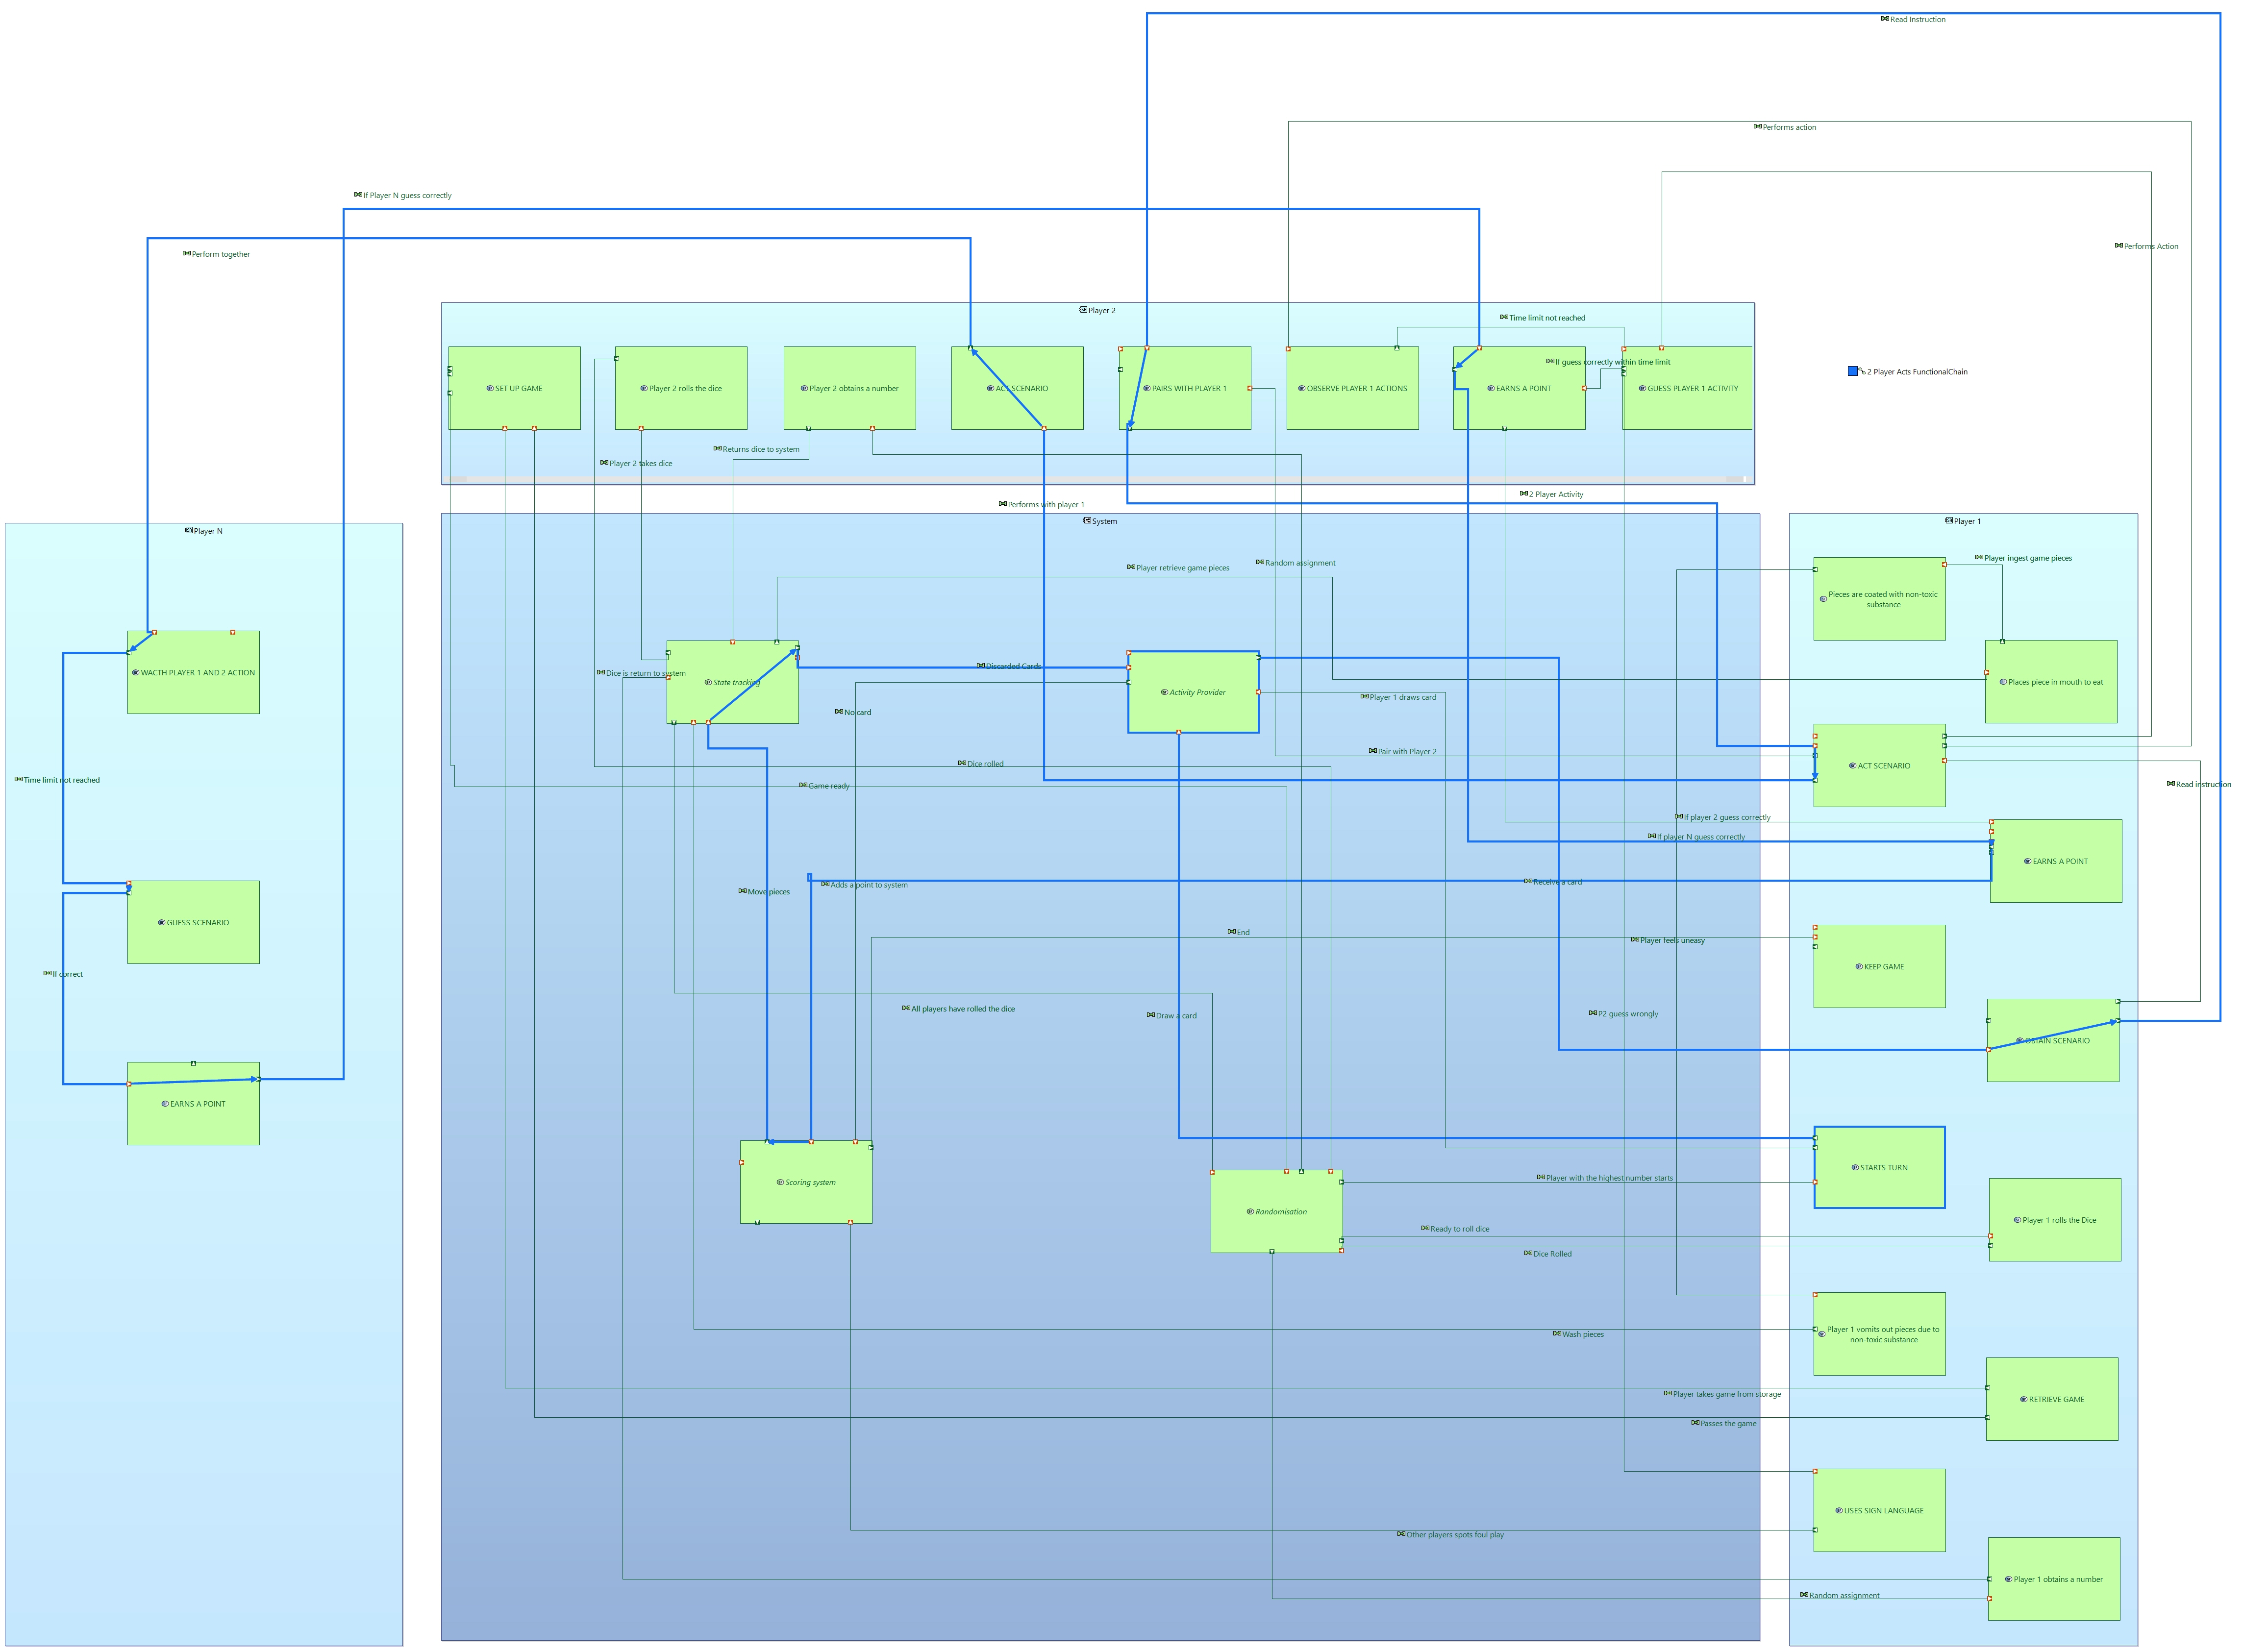 Read Instruction
Performs action
If Player N guess correctly
Performs Action
Perform together
Player 2
Time limit not reached
If guess correctly within time limit
2 Player Acts FunctionalChain
SET UP GAME
Player 2 rolls the dice
Player 2 obtains a number
ACT SCENARIO
PAIRS WITH PLAYER 1
OBSERVE PLAYER 1 ACTIONS
EARNS A POINT
GUESS PLAYER 1 ACTIVITY
Returns dice to system
Player 2 takes dice
2 Player Activity
Performs with player 1
System
Player 1
Player N
Player ingest game pieces
Random assignment
Player retrieve game pieces
Pieces are coated with non-toxic
substance
Discarded Cards
WACTH PLAYER 1 AND 2 ACTION
Dice is return to system
State tracking
Activity Provider
Places piece in mouth to eat
Player 1 draws card
No card
Pair with Player 2
Dice rolled
ACT SCENARIO
Time limit not reached
Game ready
Read instruction
If player 2 guess correctly
If player N guess correctly
EARNS A POINT
Receive a card
Adds a point to system
Move pieces
GUESS SCENARIO
End
Player feels uneasy
KEEP GAME
If correct
All players have rolled the dice
Draw a card
P2 guess wrongly
OBTAIN SCENARIO
EARNS A POINT
STARTS TURN
Player with the highest number starts
Scoring system
Randomisation
Player 1 rolls the Dice
Ready to roll dice
Dice Rolled
Player 1 vomits out pieces due to
non-toxic substance
Wash pieces
Player takes game from storage
RETRIEVE GAME
Passes the game
USES SIGN LANGUAGE
Other players spots foul play
Player 1 obtains a number
Random assignment